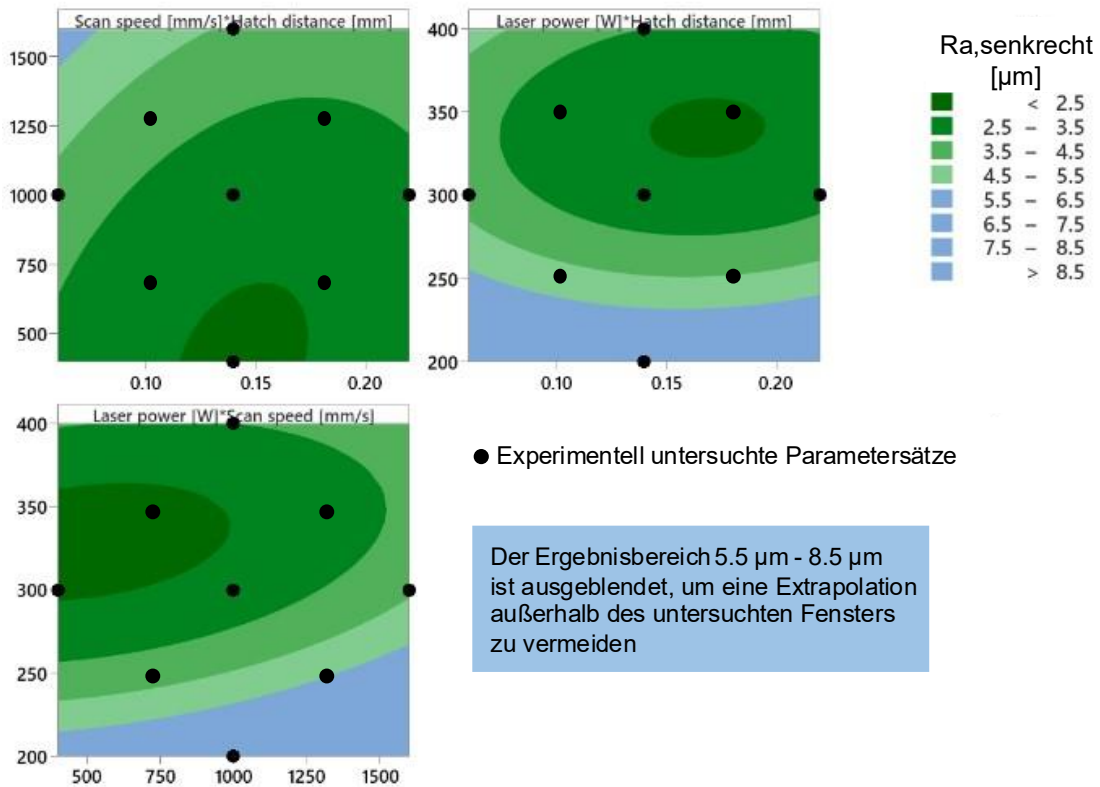 Scan speed [mm/s]*Hatch distance [mm]
1500
1250
1000
750
500
0.10 0.15 0.20
Laser power [W]*Hatch distance [mm]
400
350
300
250
200
0.10 0.15 0.20
Ra,senkrecht
[µm]
< 2.5
2.5 – 3.5
3.5 – 4.5
4.5 – 5.5
5.5 – 6.5
6.5 – 7.5
7.5 – 8.5
> 8.5
Laser power [W]*Scan speed [mm/s]
400
350
300
250
200
500 750 1000 1250 1500
Experimentell untersuchte Parametersätze
Der Ergebnisbereich 5.5 µm - 8.5 µm
ist ausgeblendet, um eine Extrapolation
außerhalb des untersuchten Fensters
zu vermeiden